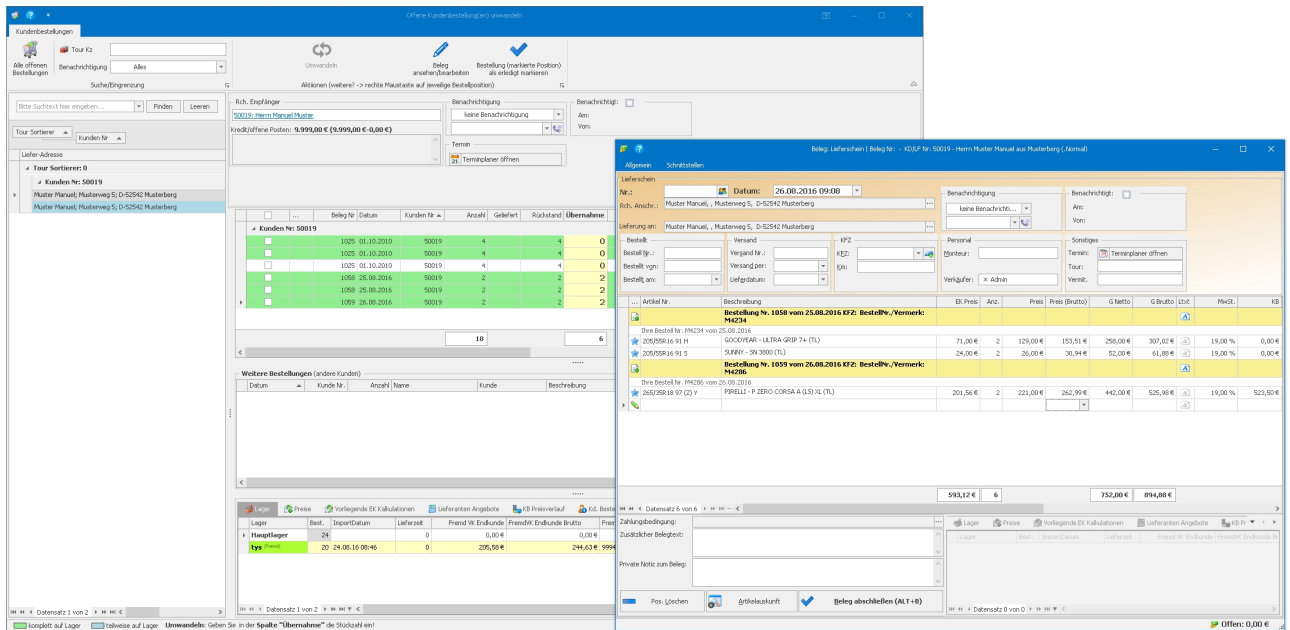 Offene Kundenbestellung(en) umwandeln
Kundenbestellungen
Alle offenen Bestellungen
Tour Kz
Benachrichtigung Alles
Suche/Eingrenzung
Umwandeln
Beleg ansehen/bearbeiten
Bestellung (markierte Position) als erledigt markieren
Aktionen (weitere? -> rechte Maustaste auf jeweilige Bestellposition)
Bitte Suchtext hier eingeben... Finden Leeren
Tour Sortierer
Kunden Nr
Liefer-Adresse
Tour Sortierer: 0
Kunden Nr: 50019
Muster Manuel; Musterweg 5; D-52542 Musterberg
Muster Manuel; Musterweg 5; D-52542 Musterberg
Datensatz 1 von 2
Rch. Empfänger
50019: Herrn Manuel Muster
Kredit/offene Posten: 9.999,00 € (9.999,00 €-0,00 €)
Benachrichtigung
keine Benachrichtigung
Benachrichtigt:
Am:
Von:
Termin
Terminplaner öffnen
... Beleg Nr Datum Kunden Nr Anzahl Geliefert Rückstand Übernahme
Kunden Nr: 50019
1025 01.10.2010 50019 4 4 0
1025 01.10.2010 50019 4 4 0
1025 01.10.2010 50019 4 4 0
1058 25.08.2016 50019 2 2 2
1058 25.08.2016 50019 2 2 2
1059 26.08.2016 50019 2 2 2
18 6
Weitere Bestellungen (andere Kunden)
Datum Kunde Nr. Anzahl Name Kunde Beschreibung
Lager Preise Vorliegende EK Kalkulationen Lieferanten Angebote KB Preisverlauf Kd. Beste
Lager Best. ImportDatum Lieferzeit Fremd VK Endkunde FremdVK Endkunde Brutto Frem
Hauptlager 24 0 0,00 € 0,00 €
tys (Fremd) 20 24.08.16 08:46 0 205,58 € 244,63 € 9994
Datensatz 1 von 2
komplett auf Lager teilweise auf Lager Umwandeln: Geben Sie in der Spalte "Übernahme" die Stückzahl ein!
Beleg: Lieferschein | Beleg Nr: - KD/LF Nr: 50019 - Herrn Muster Manuel aus Musterberg (.Normal)
Allgemein Schnittstellen
Lieferschein
Nr.: Datum: 26.08.2016 09:08
Rch. Anschr.: Muster Manuel, , Musterweg 5, D-52542 Musterberg
Lieferung an: Muster Manuel, , Musterweg 5, D-52542 Musterberg
Benachrichtigung
keine Benachrichti...
Benachrichtigt:
Am:
Von:
Bestellt
Bestell Nr.:
Bestellt von:
Bestellt am:
Versand
Versand Nr.:
Versand per:
Lieferdatum:
KFZ
KFZ:
Km:
Personal
Monteur:
Verkäufer: × Admin
Sonstiges
Termin: Terminplaner öffnen
Tour:
Vermit.
... Artikel Nr. Beschreibung EK Preis Anz. Preis Preis (Brutto) G Netto G Brutto Ltxt MwSt. KB
Bestellung Nr. 1058 vom 25.08.2016 KFZ: BestellNr./Vermerk: M4234
Ihre Bestell Nr. M4234 vom 25.08.2016
205/55R16 91 H GOODYEAR - ULTRA GRIP 7+ (TL) 71,00 € 2 129,00 € 153,51 € 258,00 € 307,02 € 19,00 % 0,00 €
205/55R16 91 S SUNNY - SN 3800 (TL) 24,00 € 2 26,00 € 30,94 € 52,00 € 61,88 € 19,00 % 0,00 €
Bestellung Nr. 1059 vom 26.08.2016 KFZ: BestellNr./Vermerk: M4286
Ihre Bestell Nr. M4286 vom 26.08.2016
265/35R18 97 (Z) Y PIRELLI - P ZERO CORSA A (LS) XL (TL) 201,56 € 2 221,00 € 262,99 € 442,00 € 525,98 € 19,00 % 523,50 €
593,12 € 6 752,00 € 894,88 €
Datensatz 6 von 6
Zahlungsbedingung:
Zusätzlicher Belegtext:
Private Notiz zum Beleg:
Pos. Löschen Artikelauskunft Beleg abschließen (ALT+B)
Lager Preise Vorliegende EK Kalkulationen Lieferanten Angebote KB Pr
Lager Best. ImportDatum Lieferzeit Fremd VK Endkunde FremdVK Endkunde B
Datensatz 0 von 0
Offen: 0,00 €